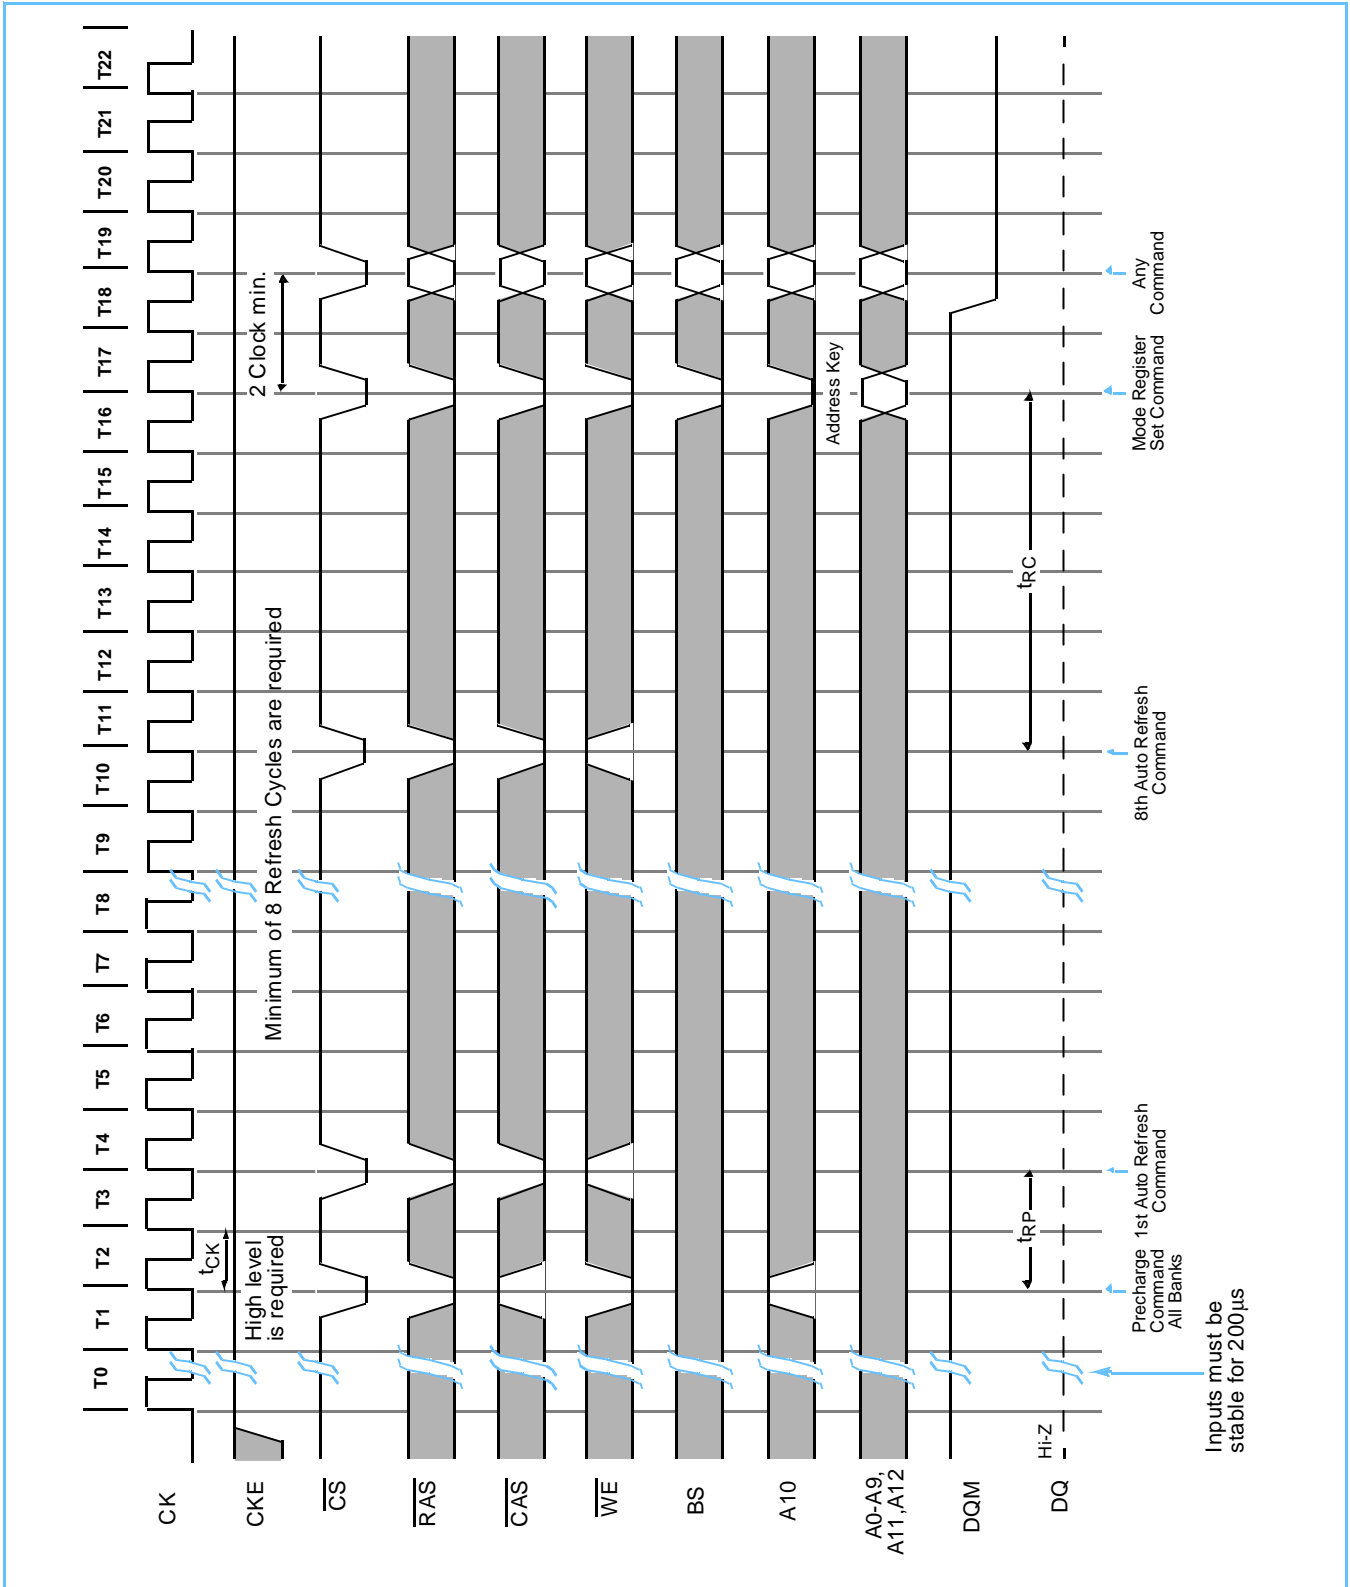 T0 T1 T2 T3 T4 T5 T6 T7 T8 T9 T10 T11 T12 T13 T14 T15 T16 T17 T18 T19 T20 T21 T22
CK
tCK
CKE
High level
is required
Minimum of 8 Refresh Cycles are required
2 Clock min.
CS
RAS
CAS
WE
BS
A10
Address Key
A0-A9,
A11,A12
DQM
tRP
tRC
DQ
Hi-Z
Precharge
Command
All Banks
1st Auto Refresh
Command
8th Auto Refresh
Command
Mode Register
Set Command
Any
Command
Inputs must be
stable for 200µs